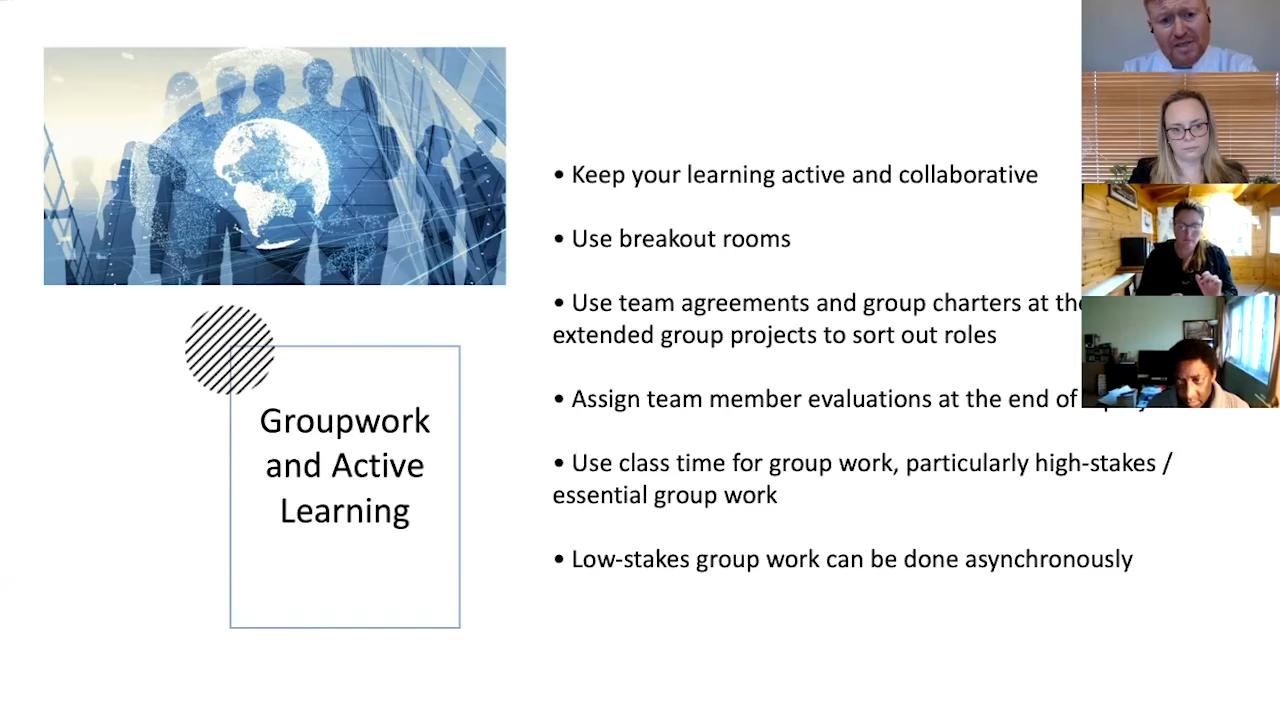 Groupwork
and Active
Learning
• Keep your learning active and collaborative
• Use breakout rooms
• Use team agreements and group charters at the
extended group projects to sort out roles
• Assign team member evaluations at the end of
• Use class time for group work, particularly high-stakes /
essential group work
• Low-stakes group work can be done asynchronously